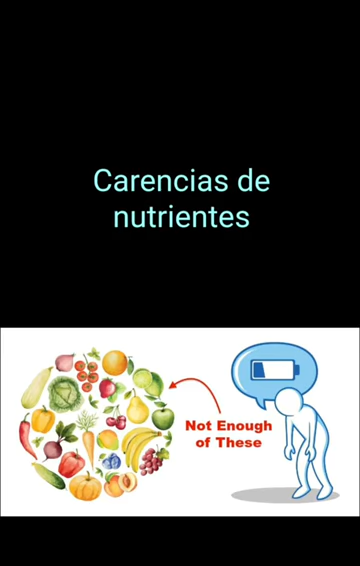 Carencias de
nutrientes
Not Enough
of These